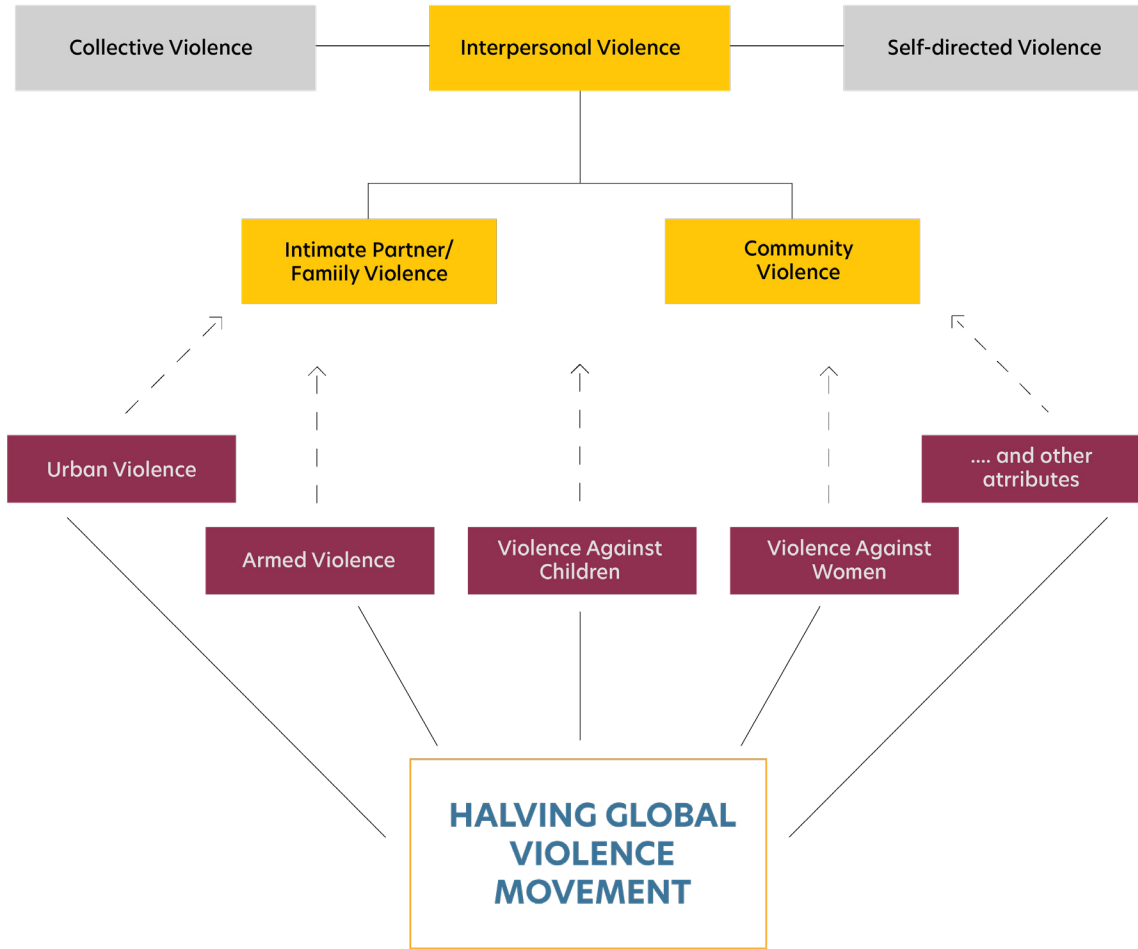 Collective Violence
Interpersonal Violence
Self-directed Violence
Intimate Partner/
Famiily Violence
Community
Violence
Urban Violence
.... and other
atrributes
Armed Violence
Violence Against
Children
Violence Against
Women
HALVING GLOBAL
VIOLENCE
MOVEMENT